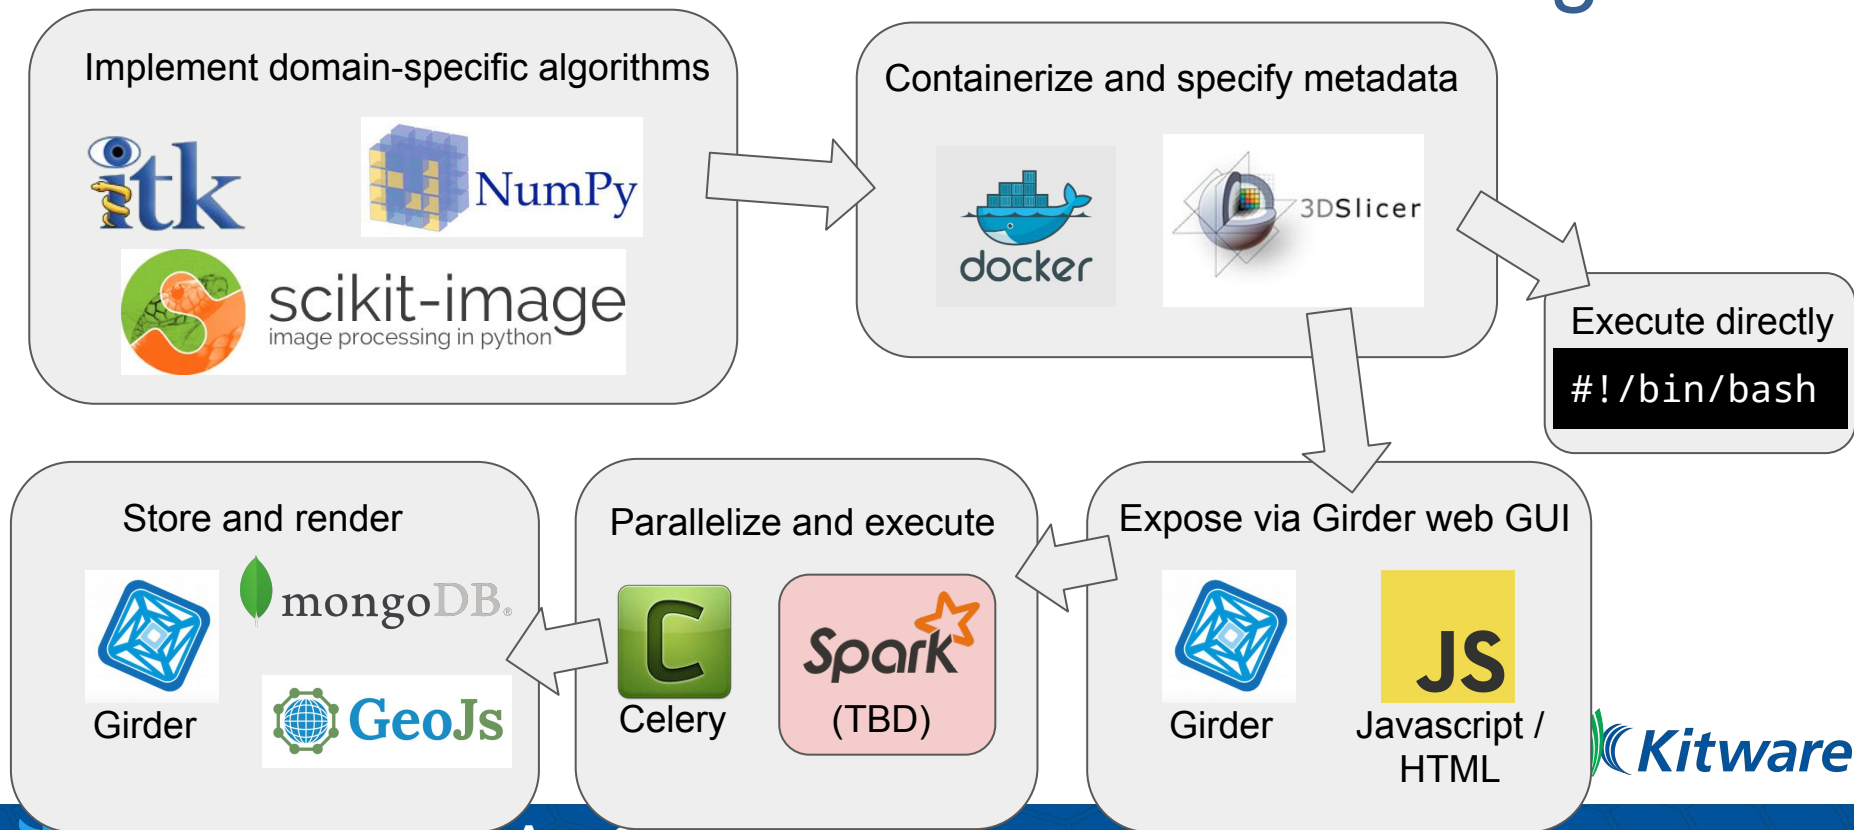 Implement domain-specific algorithms
itk
NumPy
scikit-image
image processing in python
Containerize and specify metadata
docker
3DSlicer
Execute directly
#!/bin/bash
Store and render
mongoDB®
Girder
GeoJs
Parallelize and execute
C
Celery
Spark
(TBD)
Expose via Girder web GUI
Girder
JS
Javascript /
HTML
Kitware